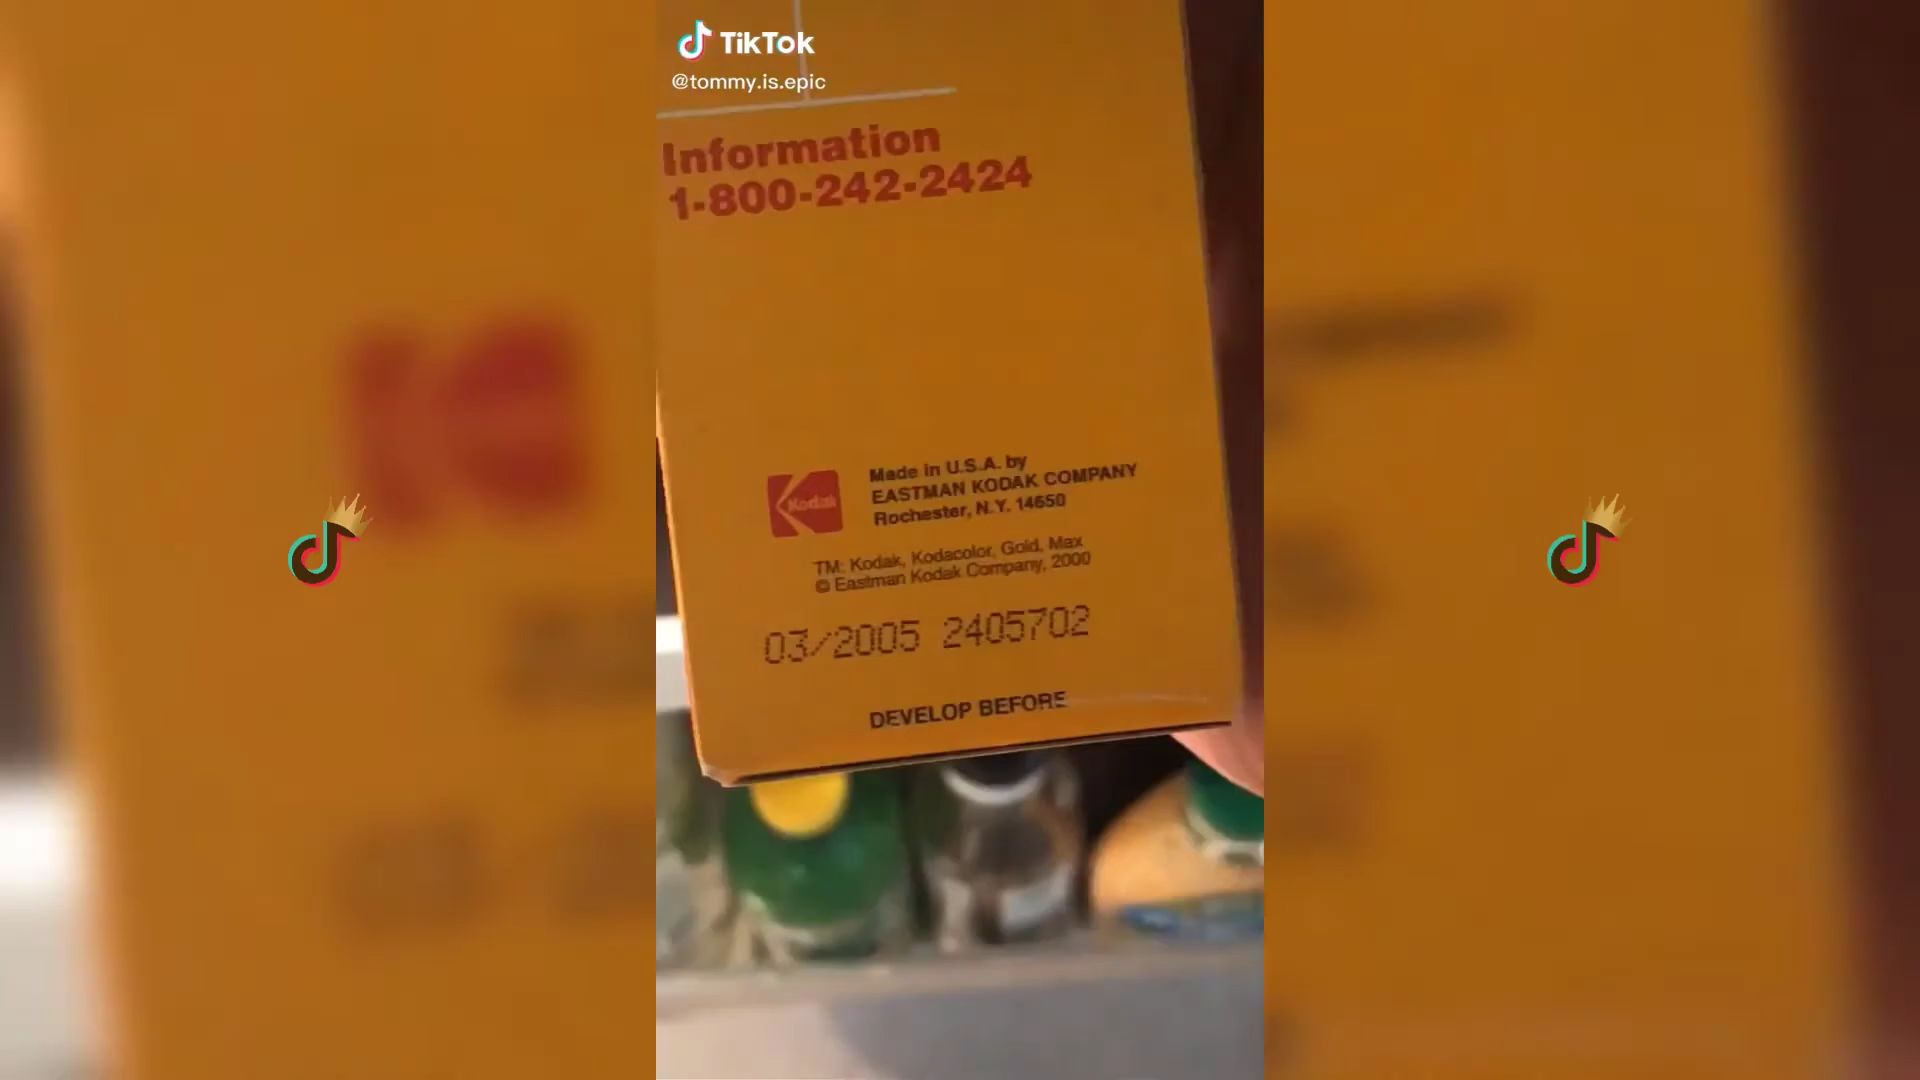 TikTok
@tommy.is.epic
Information
1-800-242-2424
Kodak
Made in U.S.A. by
EASTMAN KODAK COMPANY
Rochester, N.Y. 14650
TM: Kodak, Kodacolor, Gold, Max
© Eastman Kodak Company, 2000
03/2005 2405702
DEVELOP BEFORE